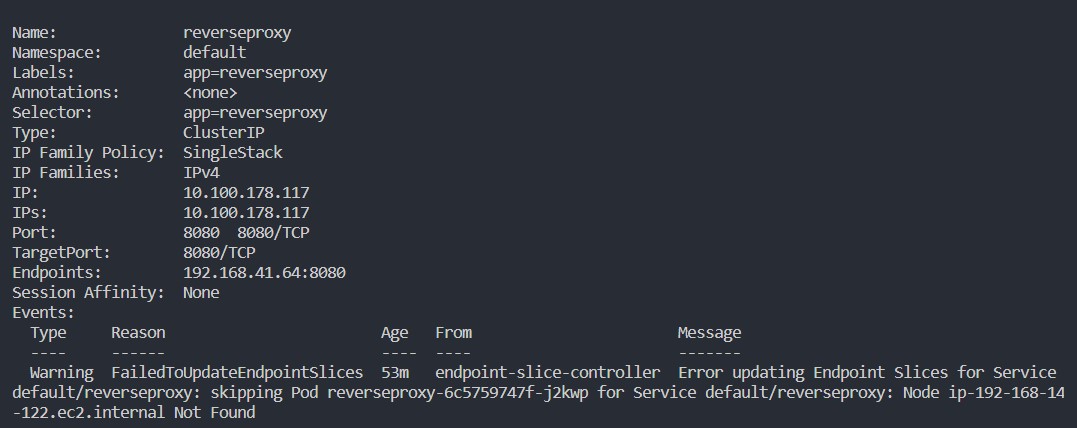 Name:              reverseproxy
Namespace:         default
Labels:            app=reverseproxy
Annotations:       <none>
Selector:          app=reverseproxy
Type:              ClusterIP
IP Family Policy:  SingleStack
IP Families:       IPv4
IP:                10.100.178.117
IPs:               10.100.178.117
Port:              8080  8080/TCP
TargetPort:        8080/TCP
Endpoints:         192.168.41.64:8080
Session Affinity:  None
Events:
  Type     Reason                        Age   From                       Message
  ----     ------                        ----  ----                       -------
  Warning  FailedToUpdateEndpointSlices  53m   endpoint-slice-controller  Error updating Endpoint Slices for Service
default/reverseproxy: skipping Pod reverseproxy-6c5759747f-j2kwp for Service default/reverseproxy: Node ip-192-168-14
-122.ec2.internal Not Found